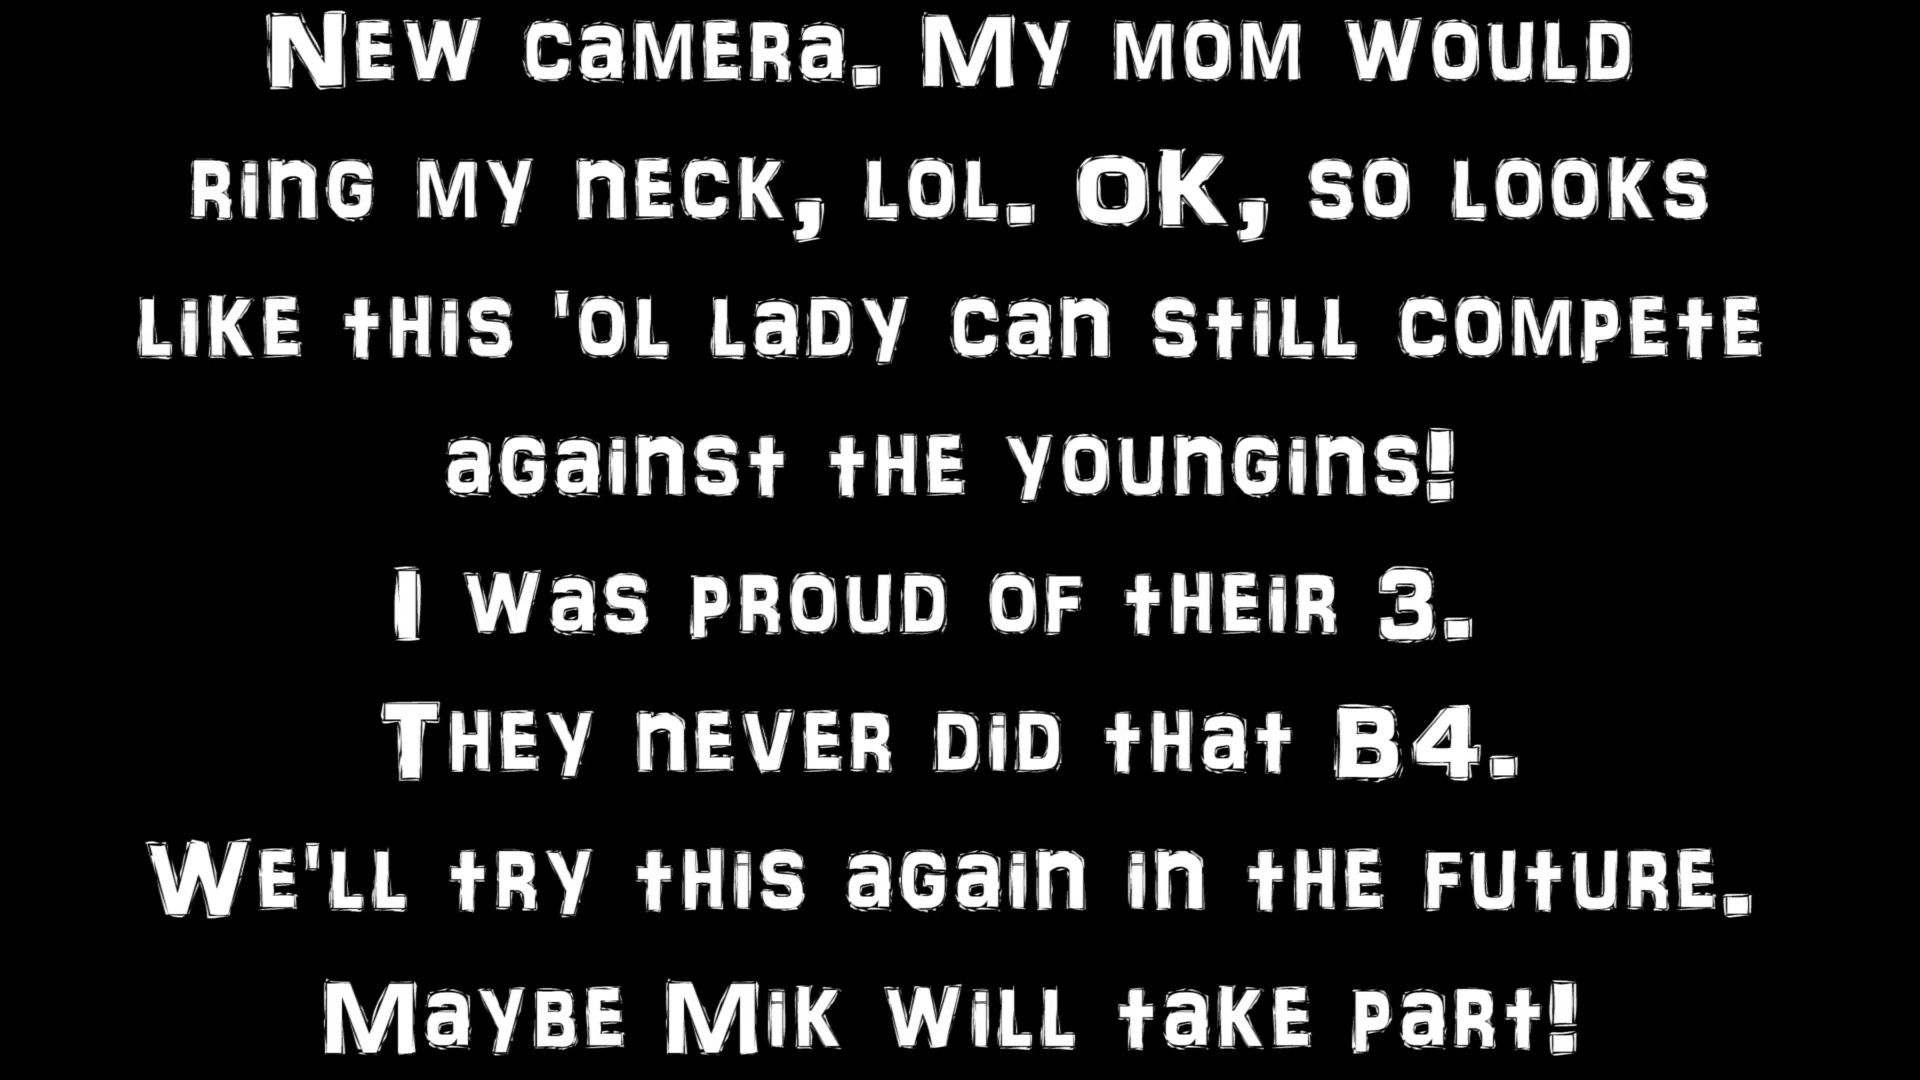 New camera. My mom would
ring my neck, lol. OK, so looks
like this 'ol lady can still compete
against the youngins!
I was proud of their 3.
They never did that B4.
We'll try this again in the future.
Maybe Mik will take part!